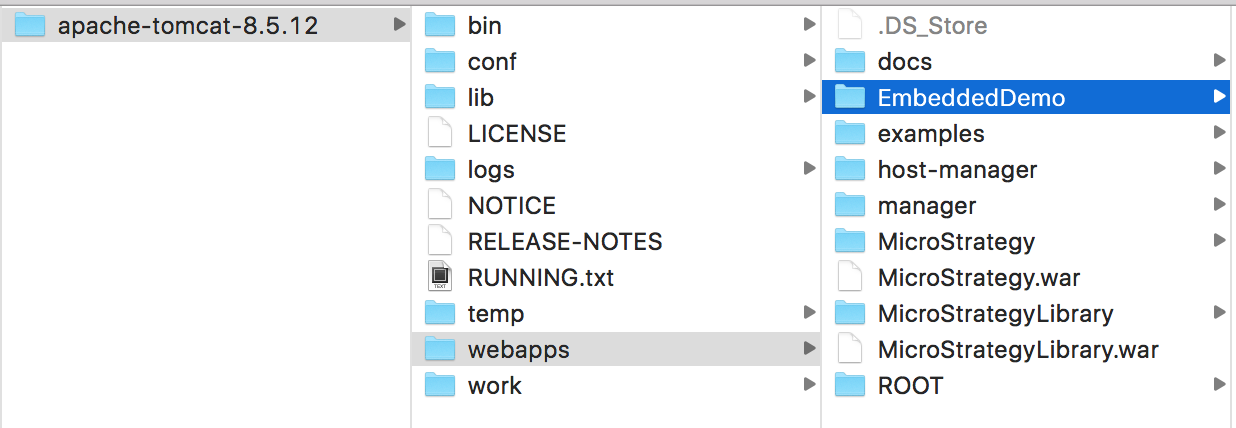 apache-tomcat-8.5.12
bin
conf
lib
LICENSE
logs
NOTICE
RELEASE-NOTES
RUNNING.txt
temp
webapps
work
.DS_Store
docs
EmbeddedDemo
examples
host-manager
manager
MicroStrategy
MicroStrategy.war
MicroStrategyLibrary
MicroStrategyLibrary.war
ROOT